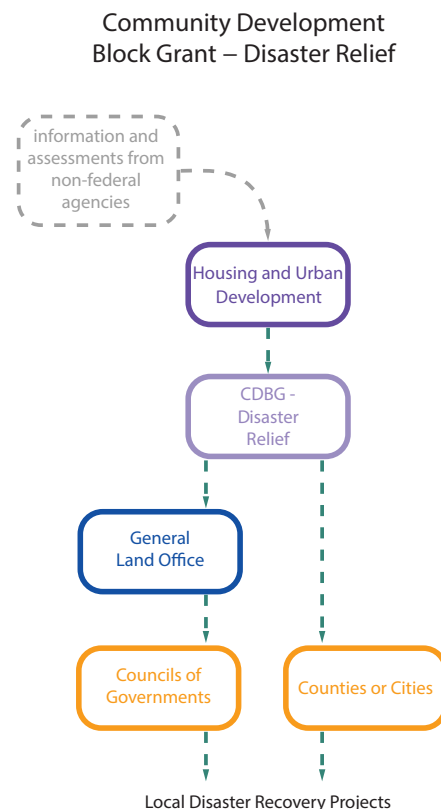 Community Development
Block Grant – Disaster Relief
information and
assessments from
non-federal
agencies
Housing and Urban
Development
CDBG -
Disaster
Relief
General
Land Office
Councils of
Governments
Counties or Cities
Local Disaster Recovery Projects